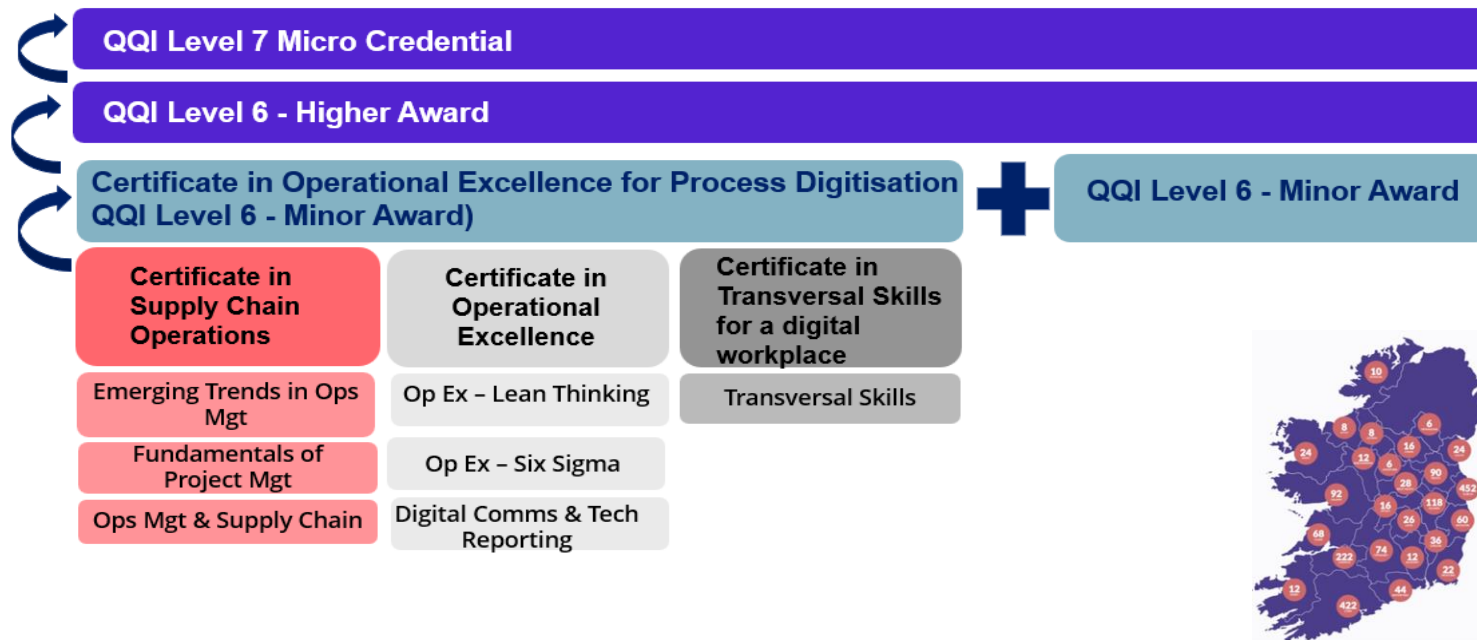 QQI Level 7 Micro Credential
QQI Level 6 - Higher Award
Certificate in Operational Excellence for Process Digitisation
QQI Level 6 - Minor Award)
QQI Level 6 - Minor Award
Certificate in
Supply Chain
Operations
Certificate in
Operational
Excellence
Certificate in
Transversal Skills
for a digital
workplace
Emerging Trends in Ops
Mgt
Fundamentals of
Project Mgt
Ops Mgt & Supply Chain
Op Ex – Lean Thinking
Op Ex – Six Sigma
Digital Comms & Tech
Reporting
Transversal Skills
10
8
8
6
24
12
6
16
24
28
90
92
16
118
452
26
60
68
36
222
74
12
22
12
44
422